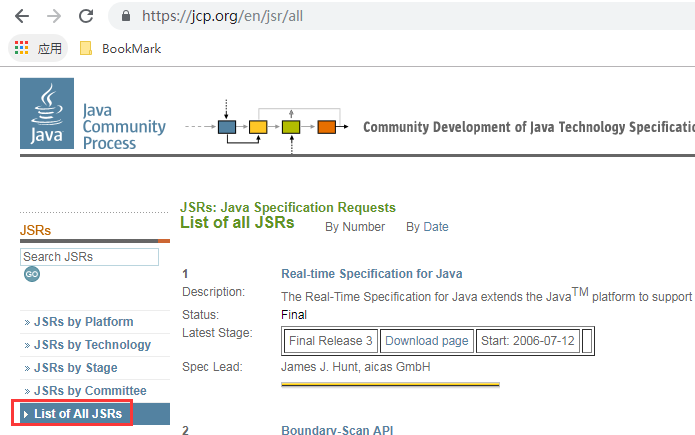 https://jcp.org/en/jsr/all
应用
BookMark
Java
Java
Community
Process
Community Development of Java Technology Specificatio
JSRs
Search JSRs
GO
» JSRs by Platform
» JSRs by Technology
» JSRs by Stage
» JSRs by Committee
List of All JSRs
JSRs: Java Specification Requests
List of all JSRs By Number By Date
1 Real-time Specification for Java
Description: The Real-Time Specification for Java extends the Java™ platform to support
Status: Final
Latest Stage: Final Release 3 Download page Start: 2006-07-12
Spec Lead: James J. Hunt, aicas GmbH
2 Boundary-Scan API